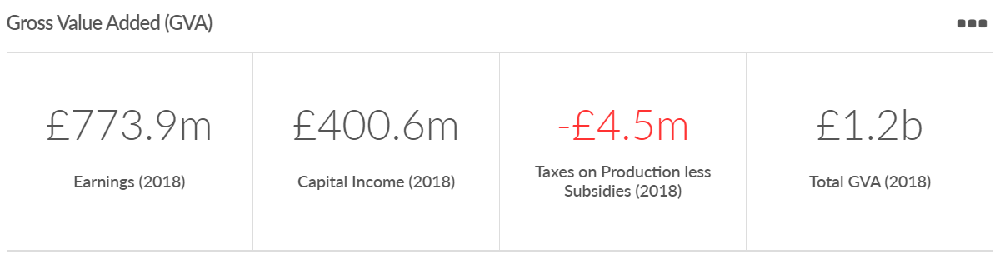 Gross Value Added (GVA)
£773.9m
Earnings (2018)
£400.6m
Capital Income (2018)
-£4.5m
Taxes on Production less
Subsidies (2018)
£1.2b
Total GVA (2018)